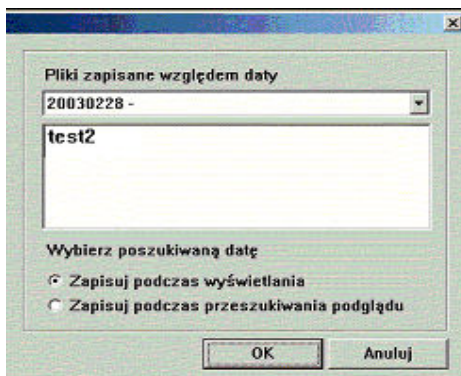 Pliki zapisane względem daty
20030228 -
test2
Wybierz poszukiwaną datę
Zapisuj podczas wyświetlania
Zapisuj podczas przeszukiwania podglądu
OK Anuluj